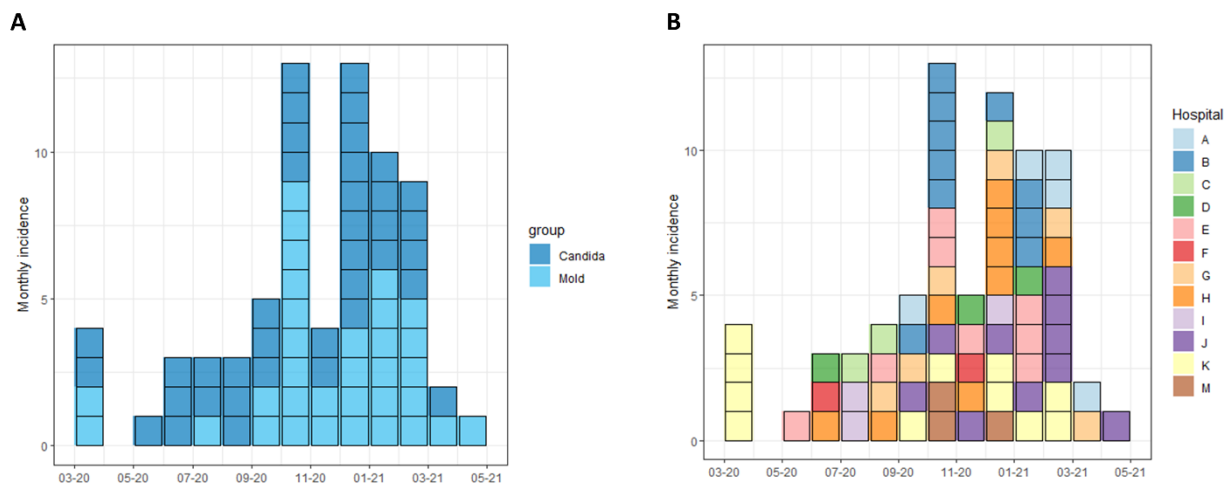 A
Monthly incidence
10
5
0
03-20 05-20 07-20 09-20 11-20 01-21 03-21 05-21
group
Candida
Mold
B
Monthly incidence
10
5
0
03-20 05-20 07-20 09-20 11-20 01-21 03-21 05-21
Hospital
A
B
C
D
E
F
G
H
I
J
K
M